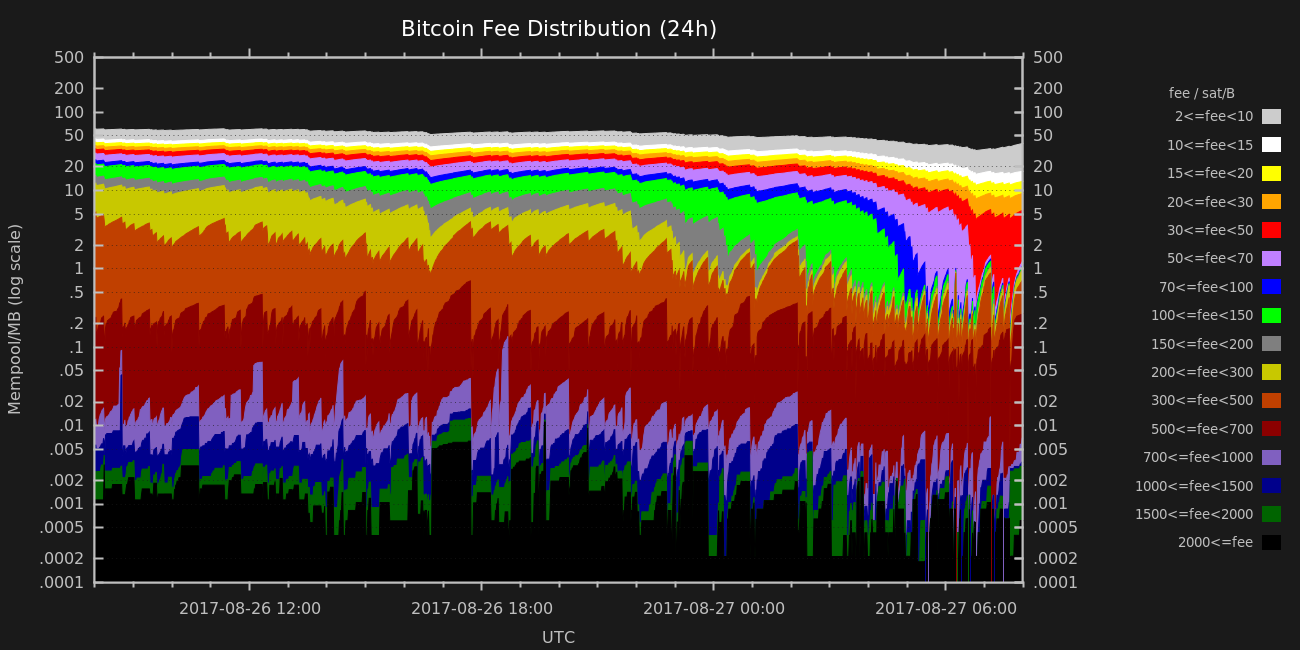 Bitcoin Fee Distribution (24h)
500
200
100
50
20
10
5
2
1
.5
.2
.1
.05
.02
.01
.005
.002
.001
.0005
.0002
.0001
Mempool/MB (log scale)
500
200
100
50
20
10
5
2
1
.5
.2
.1
.05
.02
.01
.005
.002
.001
.0005
.0002
.0001
fee / sat/B
2<=fee<10
10<=fee<15
15<=fee<20
20<=fee<30
30<=fee<50
50<=fee<70
70<=fee<100
100<=fee<150
150<=fee<200
200<=fee<300
300<=fee<500
500<=fee<700
700<=fee<1000
1000<=fee<1500
1500<=fee<2000
2000<=fee
2017-08-26 12:00
2017-08-26 18:00
2017-08-27 00:00
2017-08-27 06:00
UTC